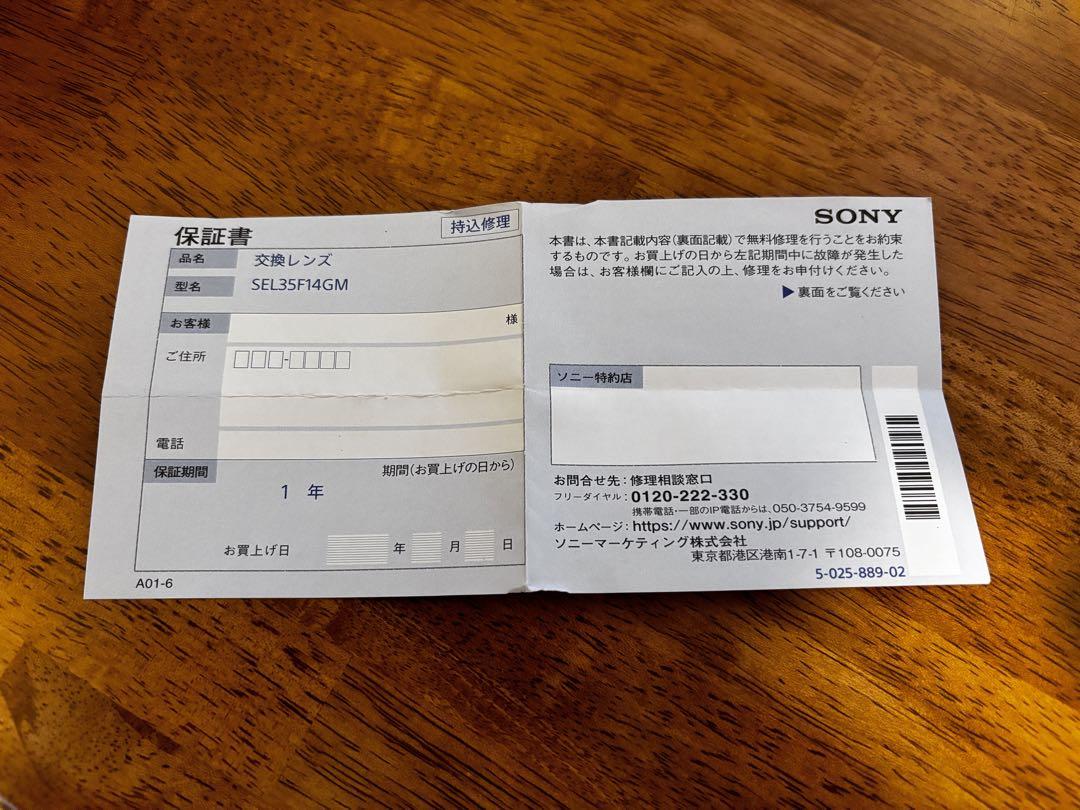 保証書
持込修理
品名 交換レンズ
型名 SEL35F14GM
お客様 様
ご住所 □□□-□□□□
電話
保証期間 期間(お買上げの日から)
1 年
お買上げ日 年 月 日
A01-6
SONY
本書は、本書記載内容(裏面記載)で無料修理を行うことをお約束
するものです。お買上げの日から左記期間中に故障が発生した
場合は、お客様欄にご記入の上、修理をお申付けください。
▶裏面をご覧ください
ソニー特約店
お問合せ先:修理相談窓口
フリーダイヤル:0120-222-330
携帯電話・一部のIP電話からは、050-3754-9599
ホームページ:https://www.sony.jp/support/
ソニーマーケティング株式会社
東京都港区港南1-7-1 〒108-0075
5-025-889-02